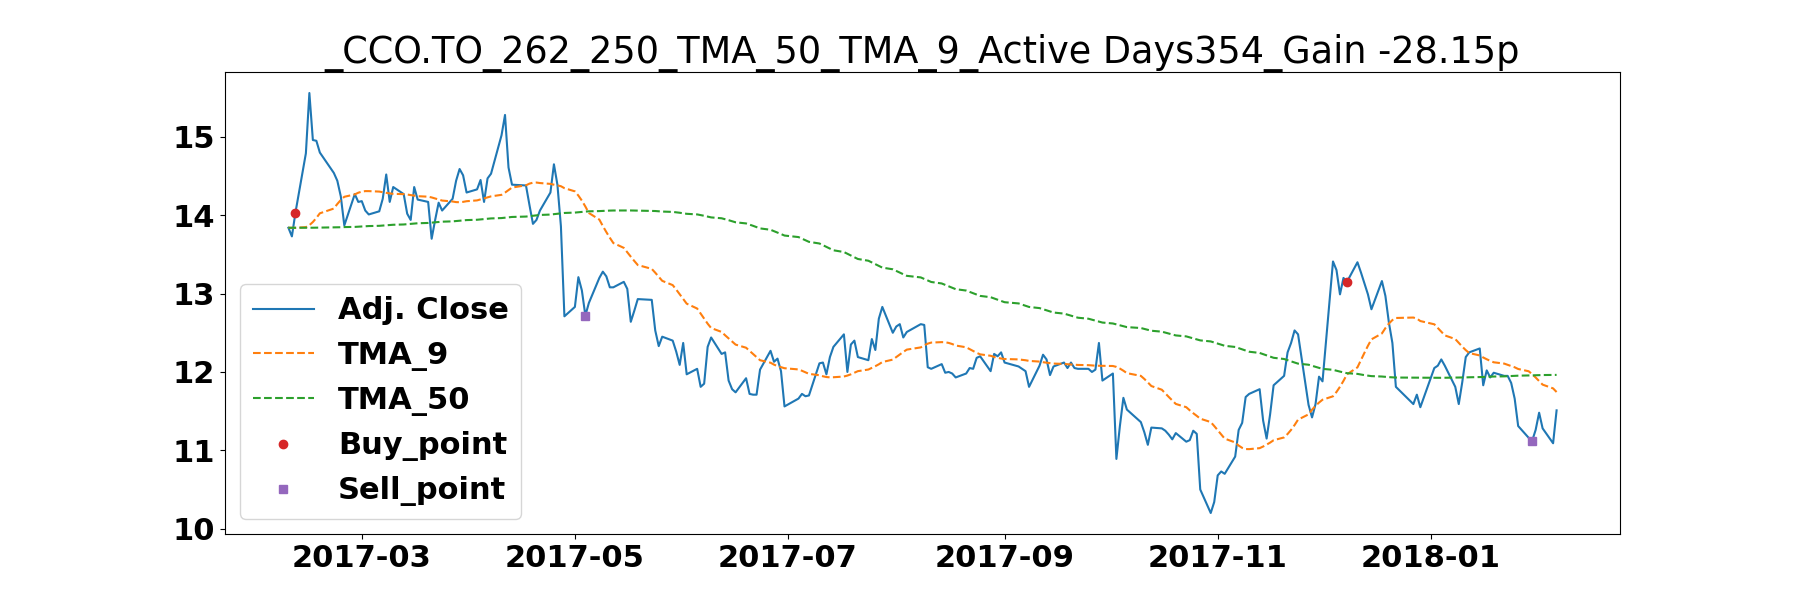 _CCO.TO_262_250_TMA_50_TMA_9_Active Days354_Gain -28.15p
15
14
13
12
11
10
Adj. Close
TMA_9
TMA_50
Buy_point
Sell_point
2017-03 2017-05 2017-07 2017-09 2017-11 2018-01